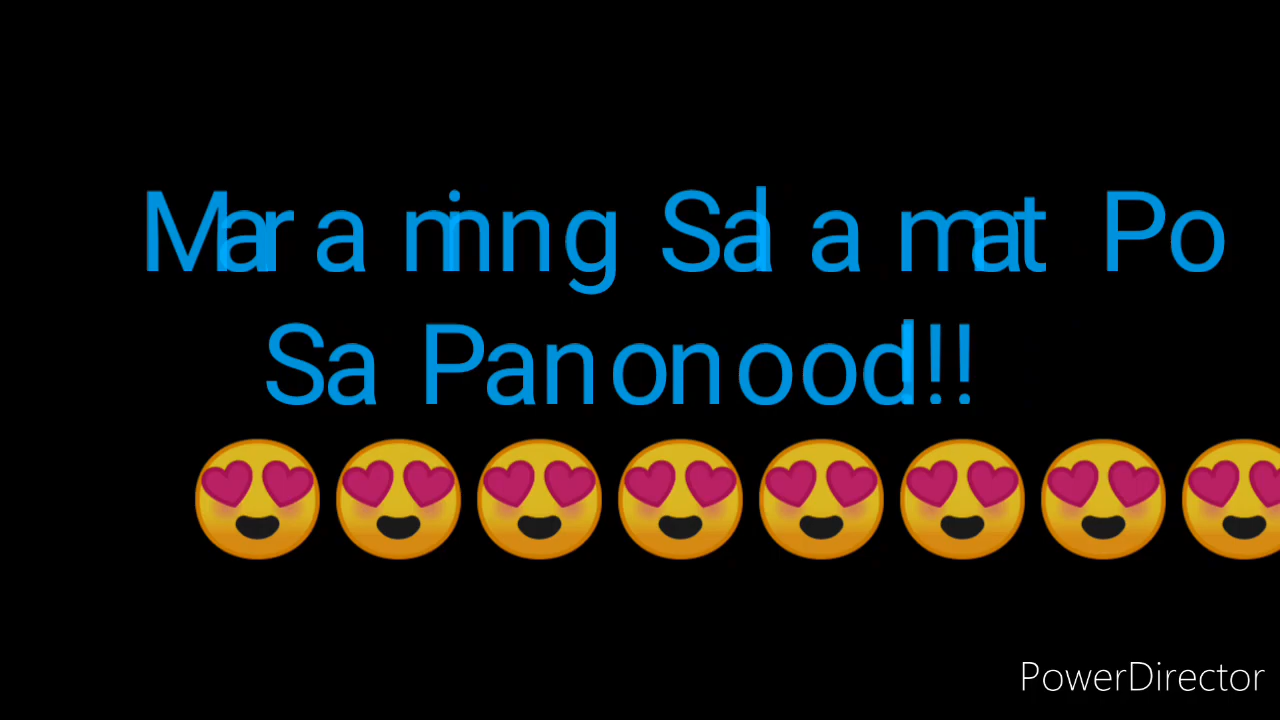 Maraming Salamat Po
Sa Panonood!!
😍😍😍😍😍😍😍😍
PowerDirector